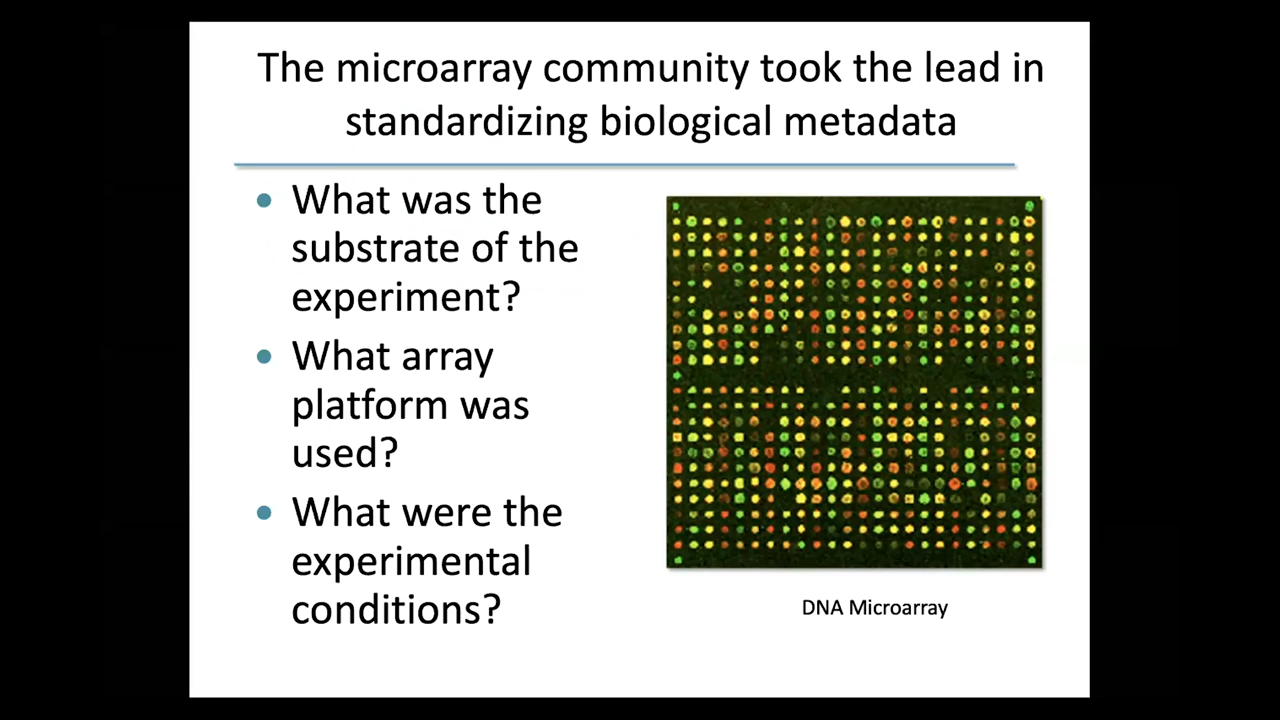 The microarray community took the lead in
standardizing biological metadata
• What was the
substrate of the
experiment?
• What array
platform was
used?
• What were the
experimental
conditions?
DNA Microarray